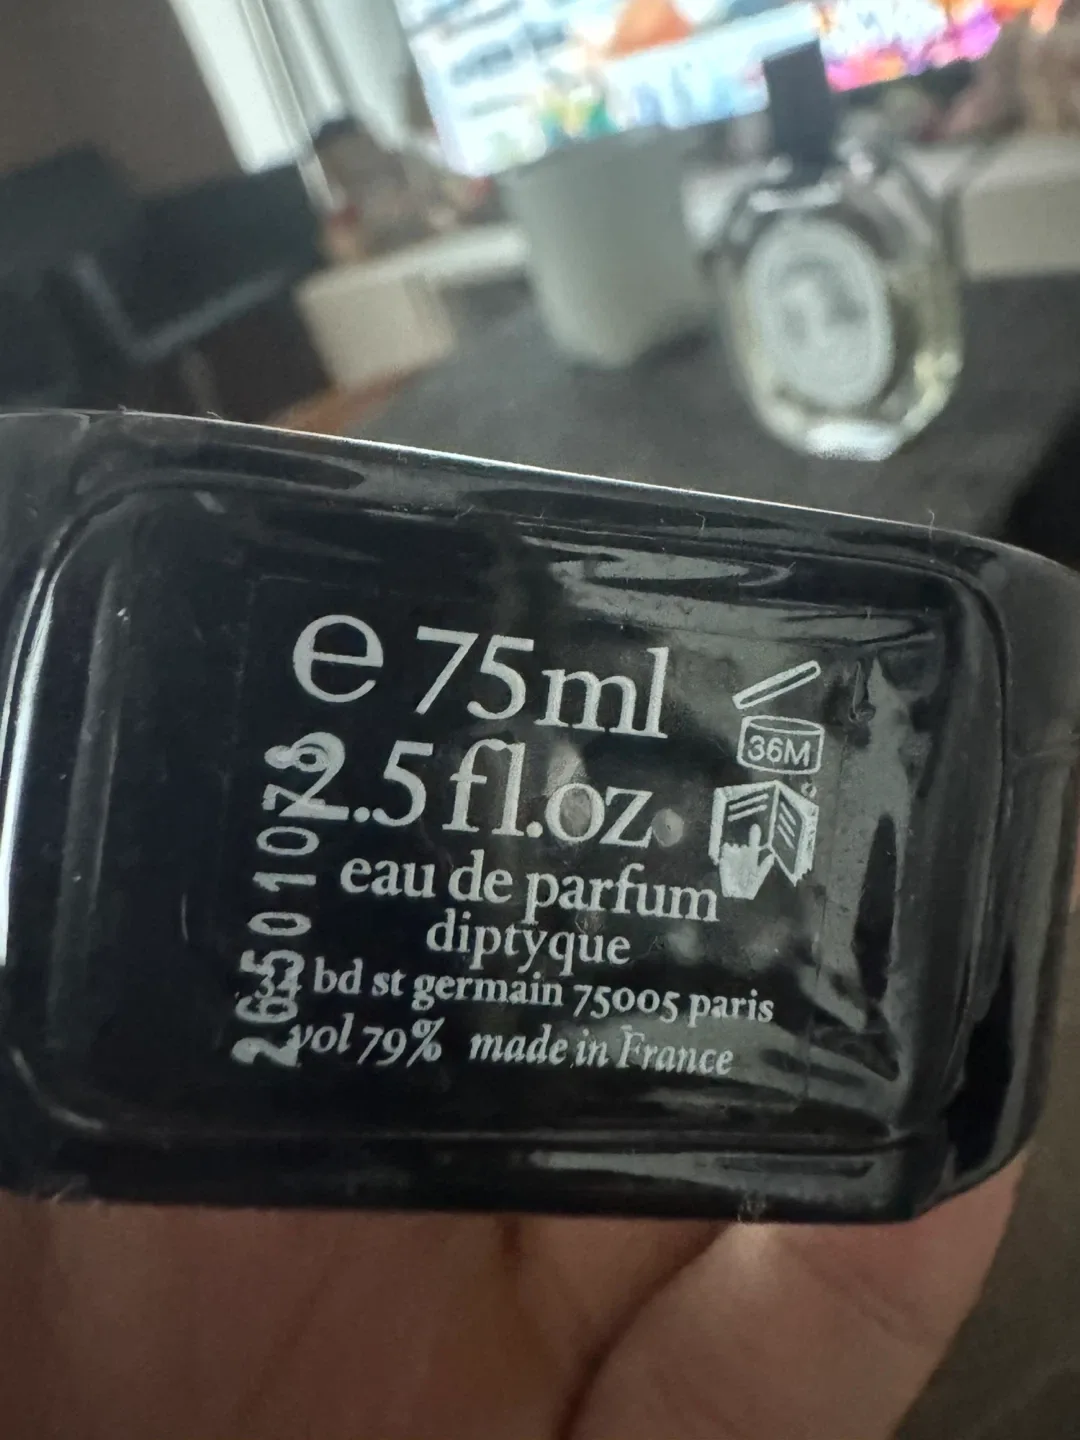 e 75ml
36M
2.5 fl.oz.
eau de parfum
diptyque
bd st germain 75005 paris
vol 79% made in France